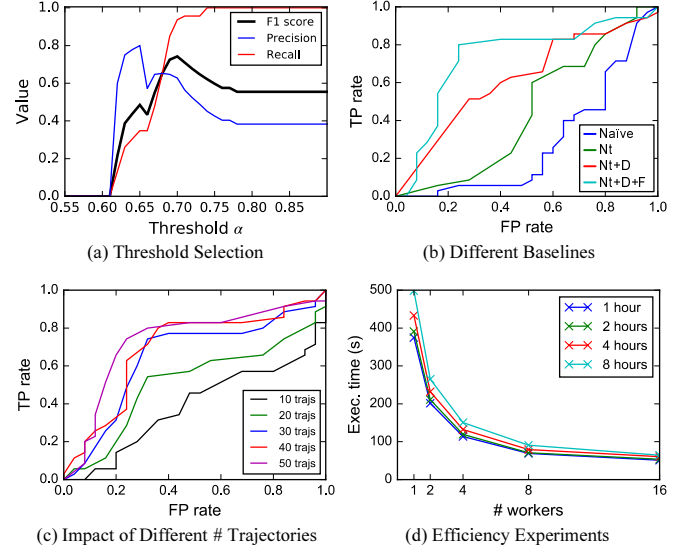 1.0
0.8
0.6
0.4
0.2
0.0
Value
F1 score
Precision
Recall
0.55 0.60 0.65 0.70 0.75 0.80 0.85
Threshold α
(a) Threshold Selection
1.0
0.8
0.6
0.4
0.2
0.0
TP rate
Naïve
Nt
Nt+D
Nt+D+F
0.0 0.2 0.4 0.6 0.8 1.0
FP rate
(b) Different Baselines
1.0
0.8
0.6
0.4
0.2
0.0
TP rate
10 trajs
20 trajs
30 trajs
40 trajs
50 trajs
0.0 0.2 0.4 0.6 0.8 1.0
FP rate
(c) Impact of Different # Trajectories
500
400
300
200
100
0
Exec. time (s)
1 hour
2 hours
4 hours
8 hours
1 2 4 8 16
# workers
(d) Efficiency Experiments